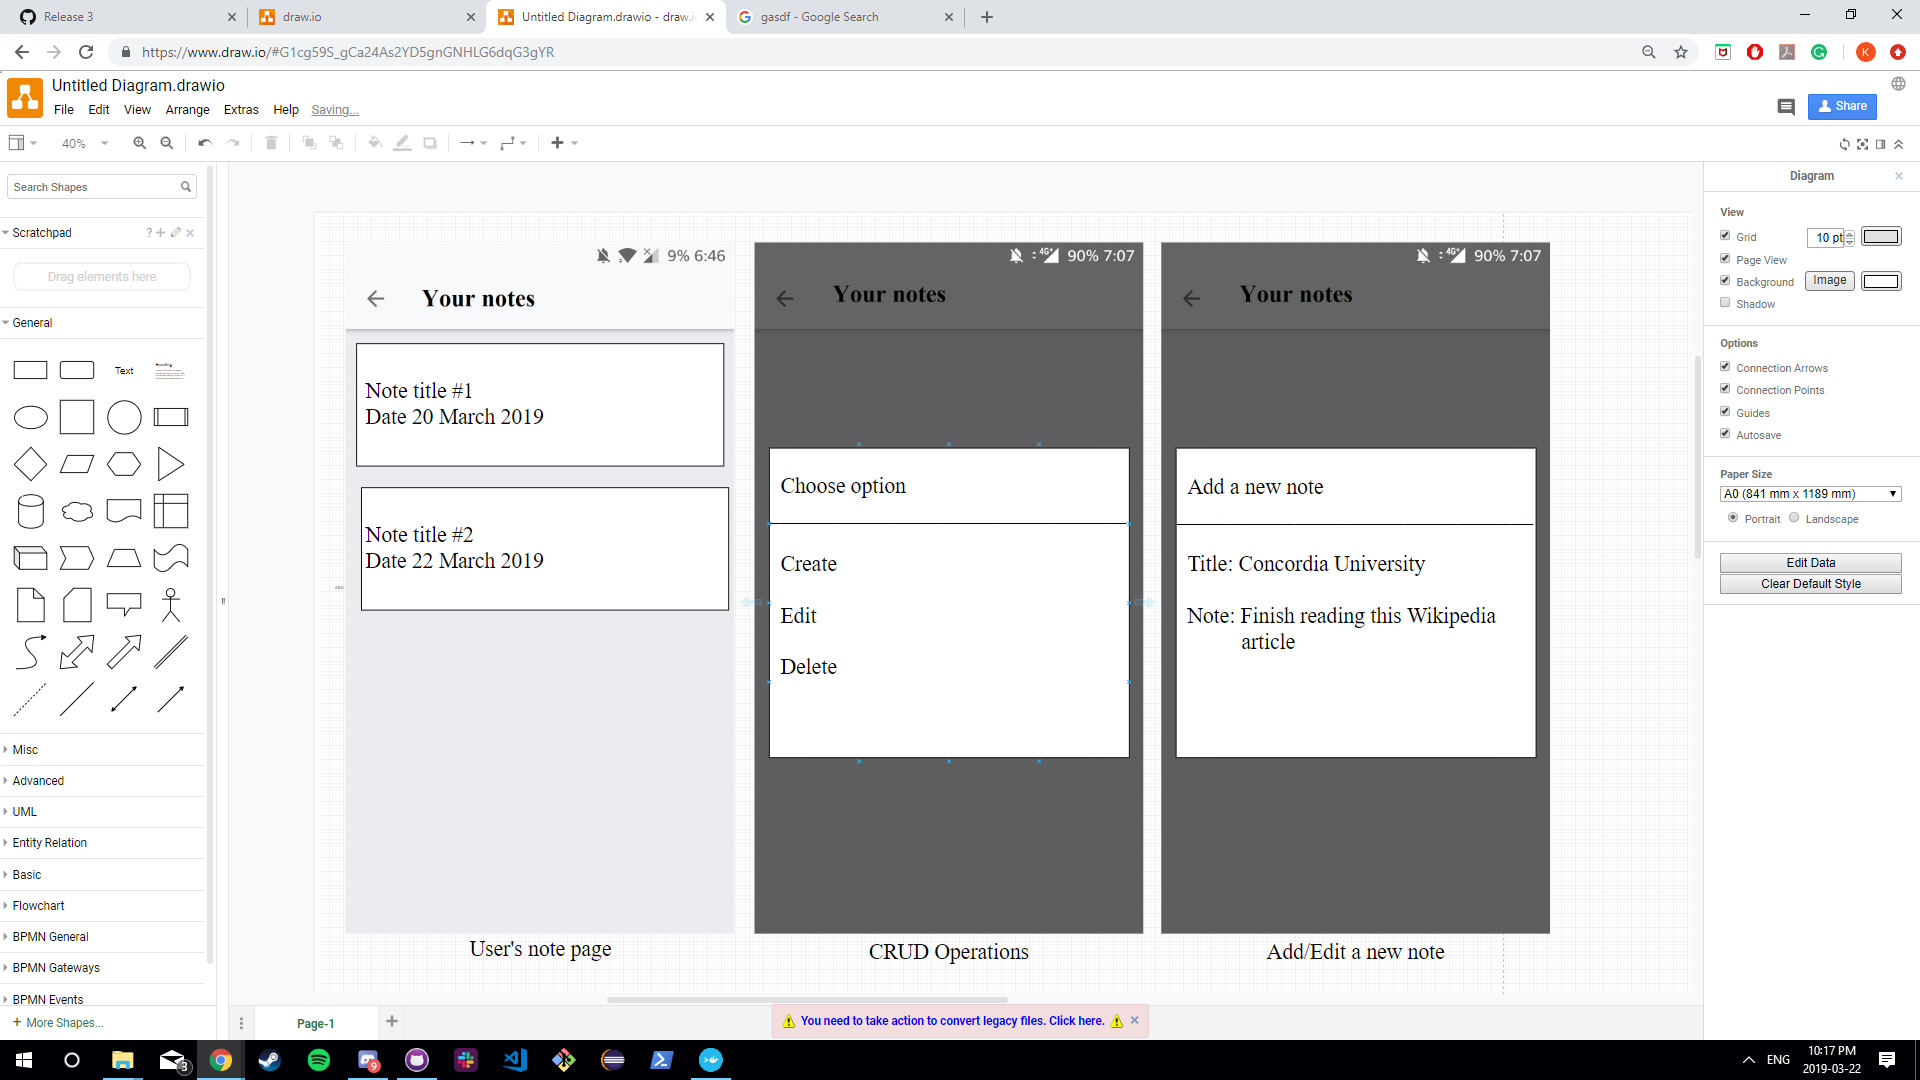 Release 3
draw.io
Untitled Diagram.drawio - draw.i
gasdf - Google Search
https://www.draw.io/#G1cg59S_gCa24As2YD5gnGNHLG6dqG3gYR
K
Untitled Diagram.drawio
File Edit View Arrange Extras Help Saving...
Share
40%
Search Shapes
Scratchpad
?
Drag elements here
General
Text
Heading
Misc
Advanced
UML
Entity Relation
Basic
Flowchart
BPMN General
BPMN Gateways
BPMN Events
+ More Shapes...
9% 6:46
Your notes
Note title #1
Date 20 March 2019
Note title #2
Date 22 March 2019
User's note page
4G+ 90% 7:07
Your notes
Choose option
Create
Edit
Delete
CRUD Operations
4G+ 90% 7:07
Your notes
Add a new note
Title: Concordia University
Note: Finish reading this Wikipedia
article
Add/Edit a new note
Page-1
You need to take action to convert legacy files. Click here.
Diagram
View
Grid 10 pt
Page View
Background Image
Shadow
Options
Connection Arrows
Connection Points
Guides
Autosave
Paper Size
A0 (841 mm x 1189 mm)
Portrait Landscape
Edit Data
Clear Default Style
3
9
ENG
10:17 PM
2019-03-22